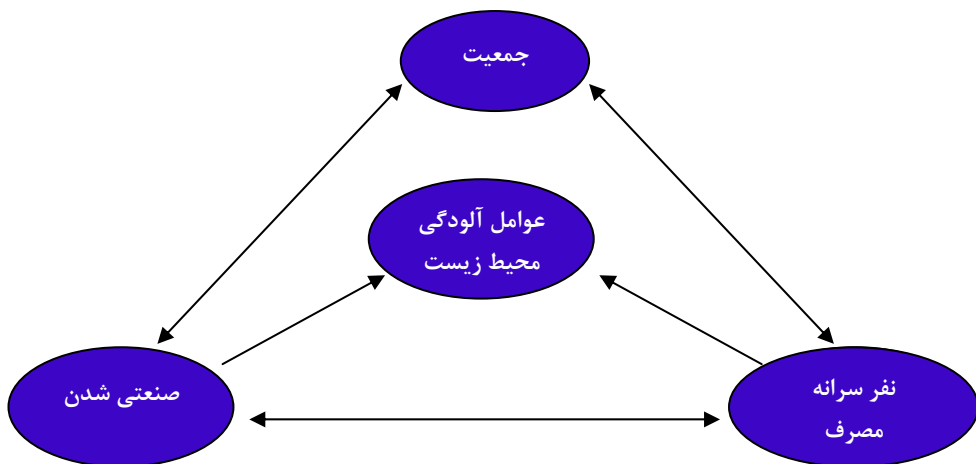 جمعیت
عوامل آلودگی
محیط زیست
صنعتی شدن
نفر سرانه
مصرف